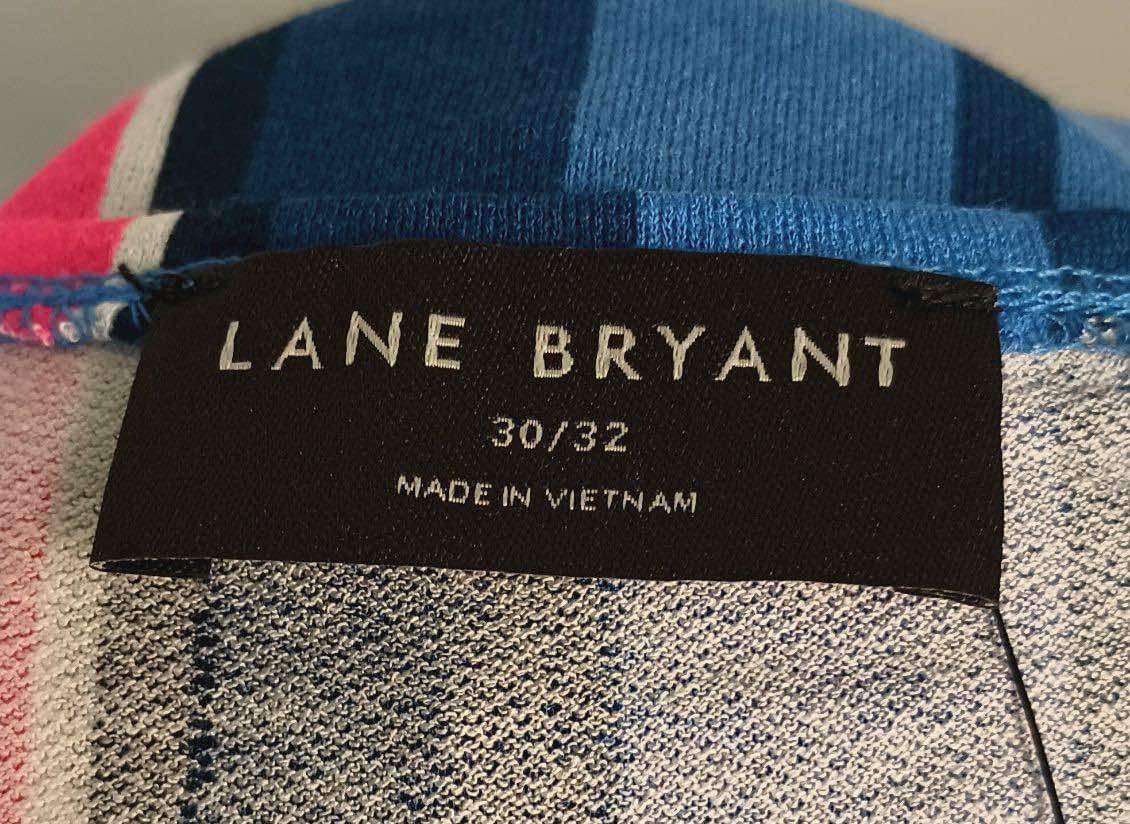 LANE BRYANT
30/32
MADE IN VIETNAM